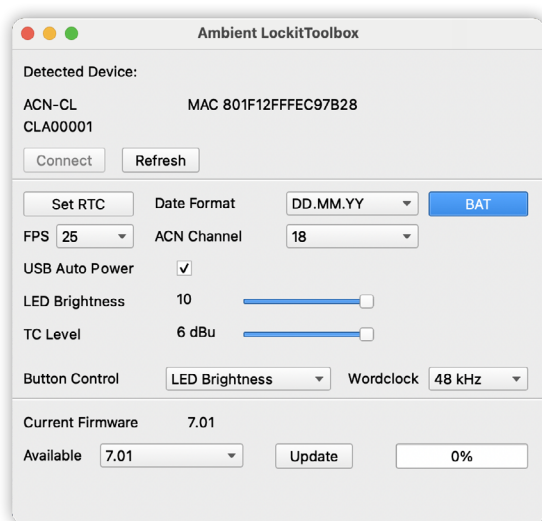 Ambient LockitToolbox
Detected Device:
ACN-CL MAC 801F12FFFEC97B28
CLA00001
Connect Refresh
Set RTC Date Format DD.MM.YY BAT
FPS 25 ACN Channel 18
USB Auto Power
LED Brightness 10
TC Level 6 dBu
Button Control LED Brightness Wordclock 48 kHz
Current Firmware 7.01
Available 7.01 Update 0%